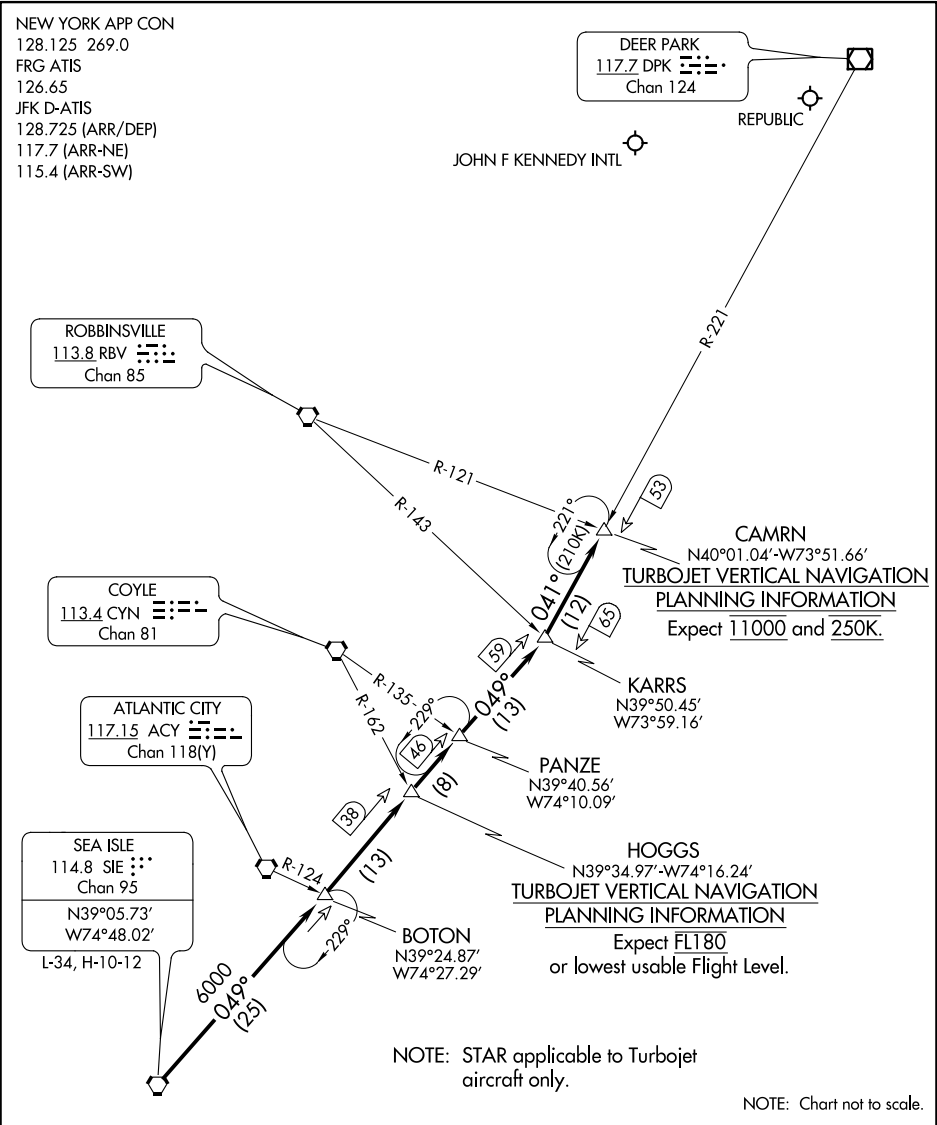 NEW YORK APP CON
128.125 269.0
FRG ATIS
126.65
JFK D-ATIS
128.725 (ARR/DEP)
117.7 (ARR-NE)
115.4 (ARR-SW)
DEER PARK
117.7 DPK
Chan 124
REPUBLIC
JOHN F KENNEDY INTL
R-221
ROBBINSVILLE
113.8 RBV
Chan 85
R-121
R-143
53
221°
(210K)
041°
(12)
CAMRN
N40°01.04'-W73°51.66'
TURBOJET VERTICAL NAVIGATION
PLANNING INFORMATION
Expect 11000 and 250K.
COYLE
113.4 CYN
Chan 81
R-135
R-162
59
65
KARRS
N39°50.45'
W73°59.16'
049°
(13)
229°
46
(8)
PANZE
N39°40.56'
W74°10.09'
ATLANTIC CITY
117.15 ACY
Chan 118(Y)
R-124
38
(13)
HOGGS
N39°34.97'-W74°16.24'
TURBOJET VERTICAL NAVIGATION
PLANNING INFORMATION
Expect FL180
or lowest usable Flight Level.
SEA ISLE
114.8 SIE
Chan 95
N39°05.73'
W74°48.02'
L-34, H-10-12
229°
BOTON
N39°24.87'
W74°27.29'
6000
049°
(25)
NOTE: STAR applicable to Turbojet
aircraft only.
NOTE: Chart not to scale.